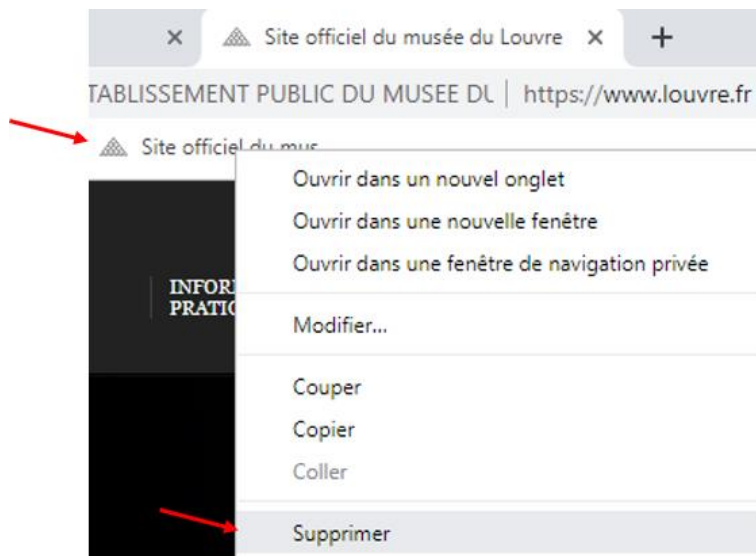 Site officiel du musée du Louvre
TABLISSEMENT PUBLIC DU MUSEE DU | https://www.louvre.fr
Site officiel du mus
Ouvrir dans un nouvel onglet
Ouvrir dans une nouvelle fenêtre
Ouvrir dans une fenêtre de navigation privée
INFOR
PRATIQ
Modifier...
Couper
Copier
Coller
Supprimer